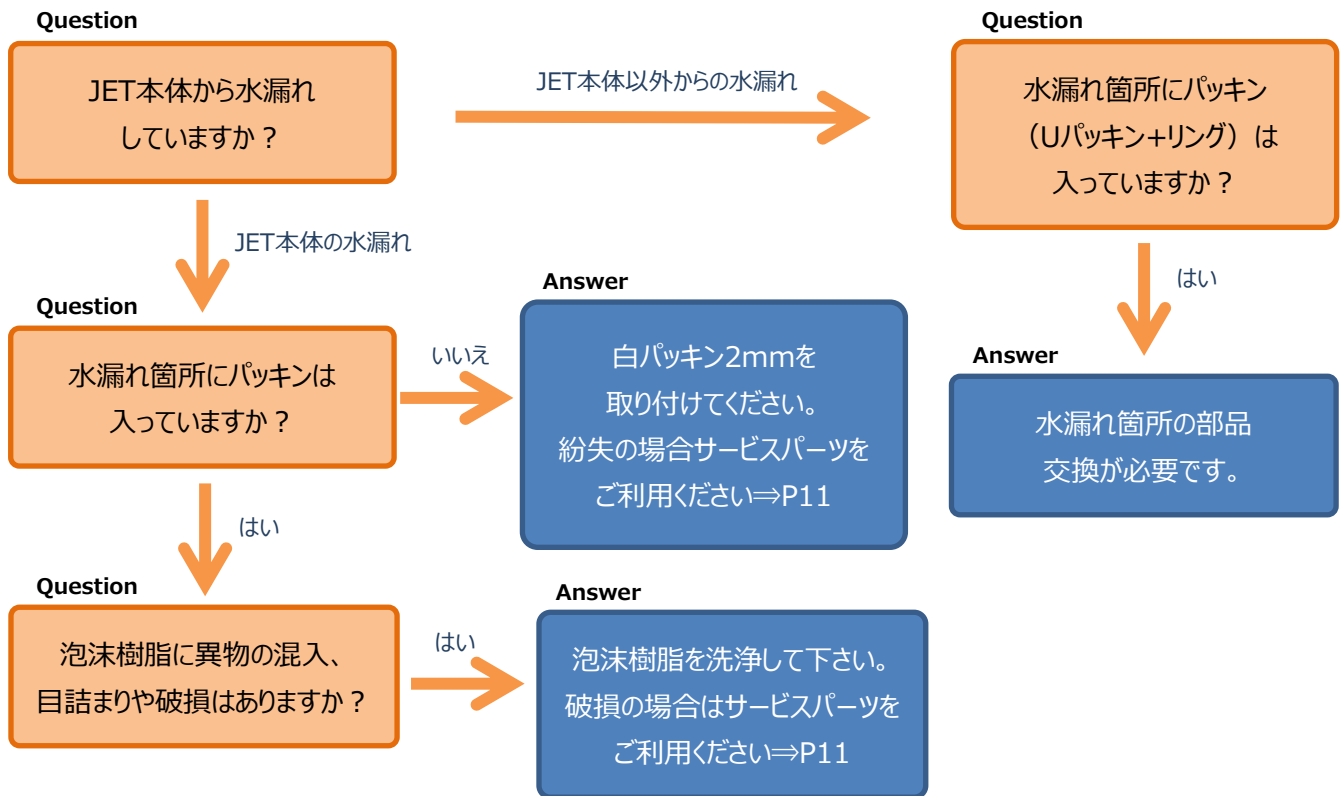 Question
JET本体から水漏れ
していますか？
JET本体以外からの水漏れ
Question
水漏れ箇所にパッキン
（Uパッキン+リング）は
入っていますか？
JET本体の水漏れ
はい
Question
水漏れ箇所にパッキンは
入っていますか？
いいえ
Answer
白パッキン2mmを
取り付けてください。
紛失の場合サービスパーツを
ご利用ください⇒P11
Answer
水漏れ箇所の部品
交換が必要です。
はい
Question
泡沫樹脂に異物の混入、
目詰まりや破損はありますか？
はい
Answer
泡沫樹脂を洗浄して下さい。
破損の場合はサービスパーツを
ご利用ください⇒P11